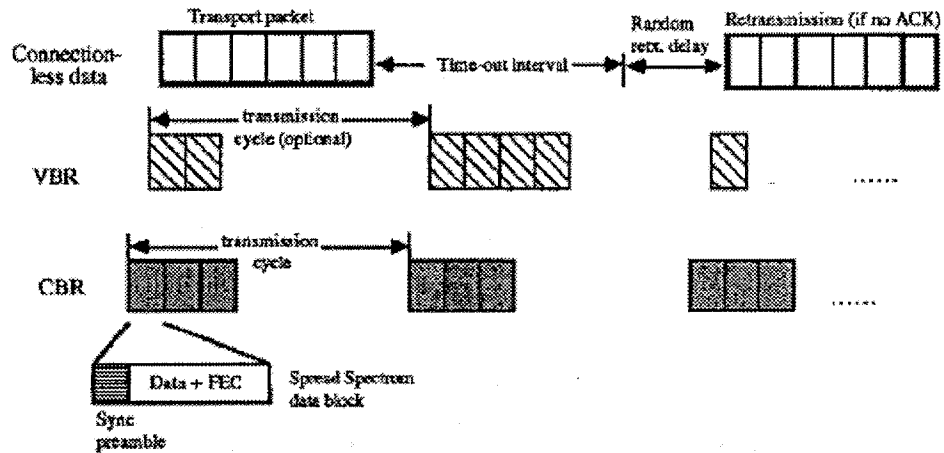 Transport packet
Random
retx. delay
Retransmission (if no ACK)
Connection-
less data
Time-out interval
transmission
cycle (optional)
VBR
......
transmission
cycle
CBR
......
Data + FEC
Spread Spectrum
data block
Sync
preamble